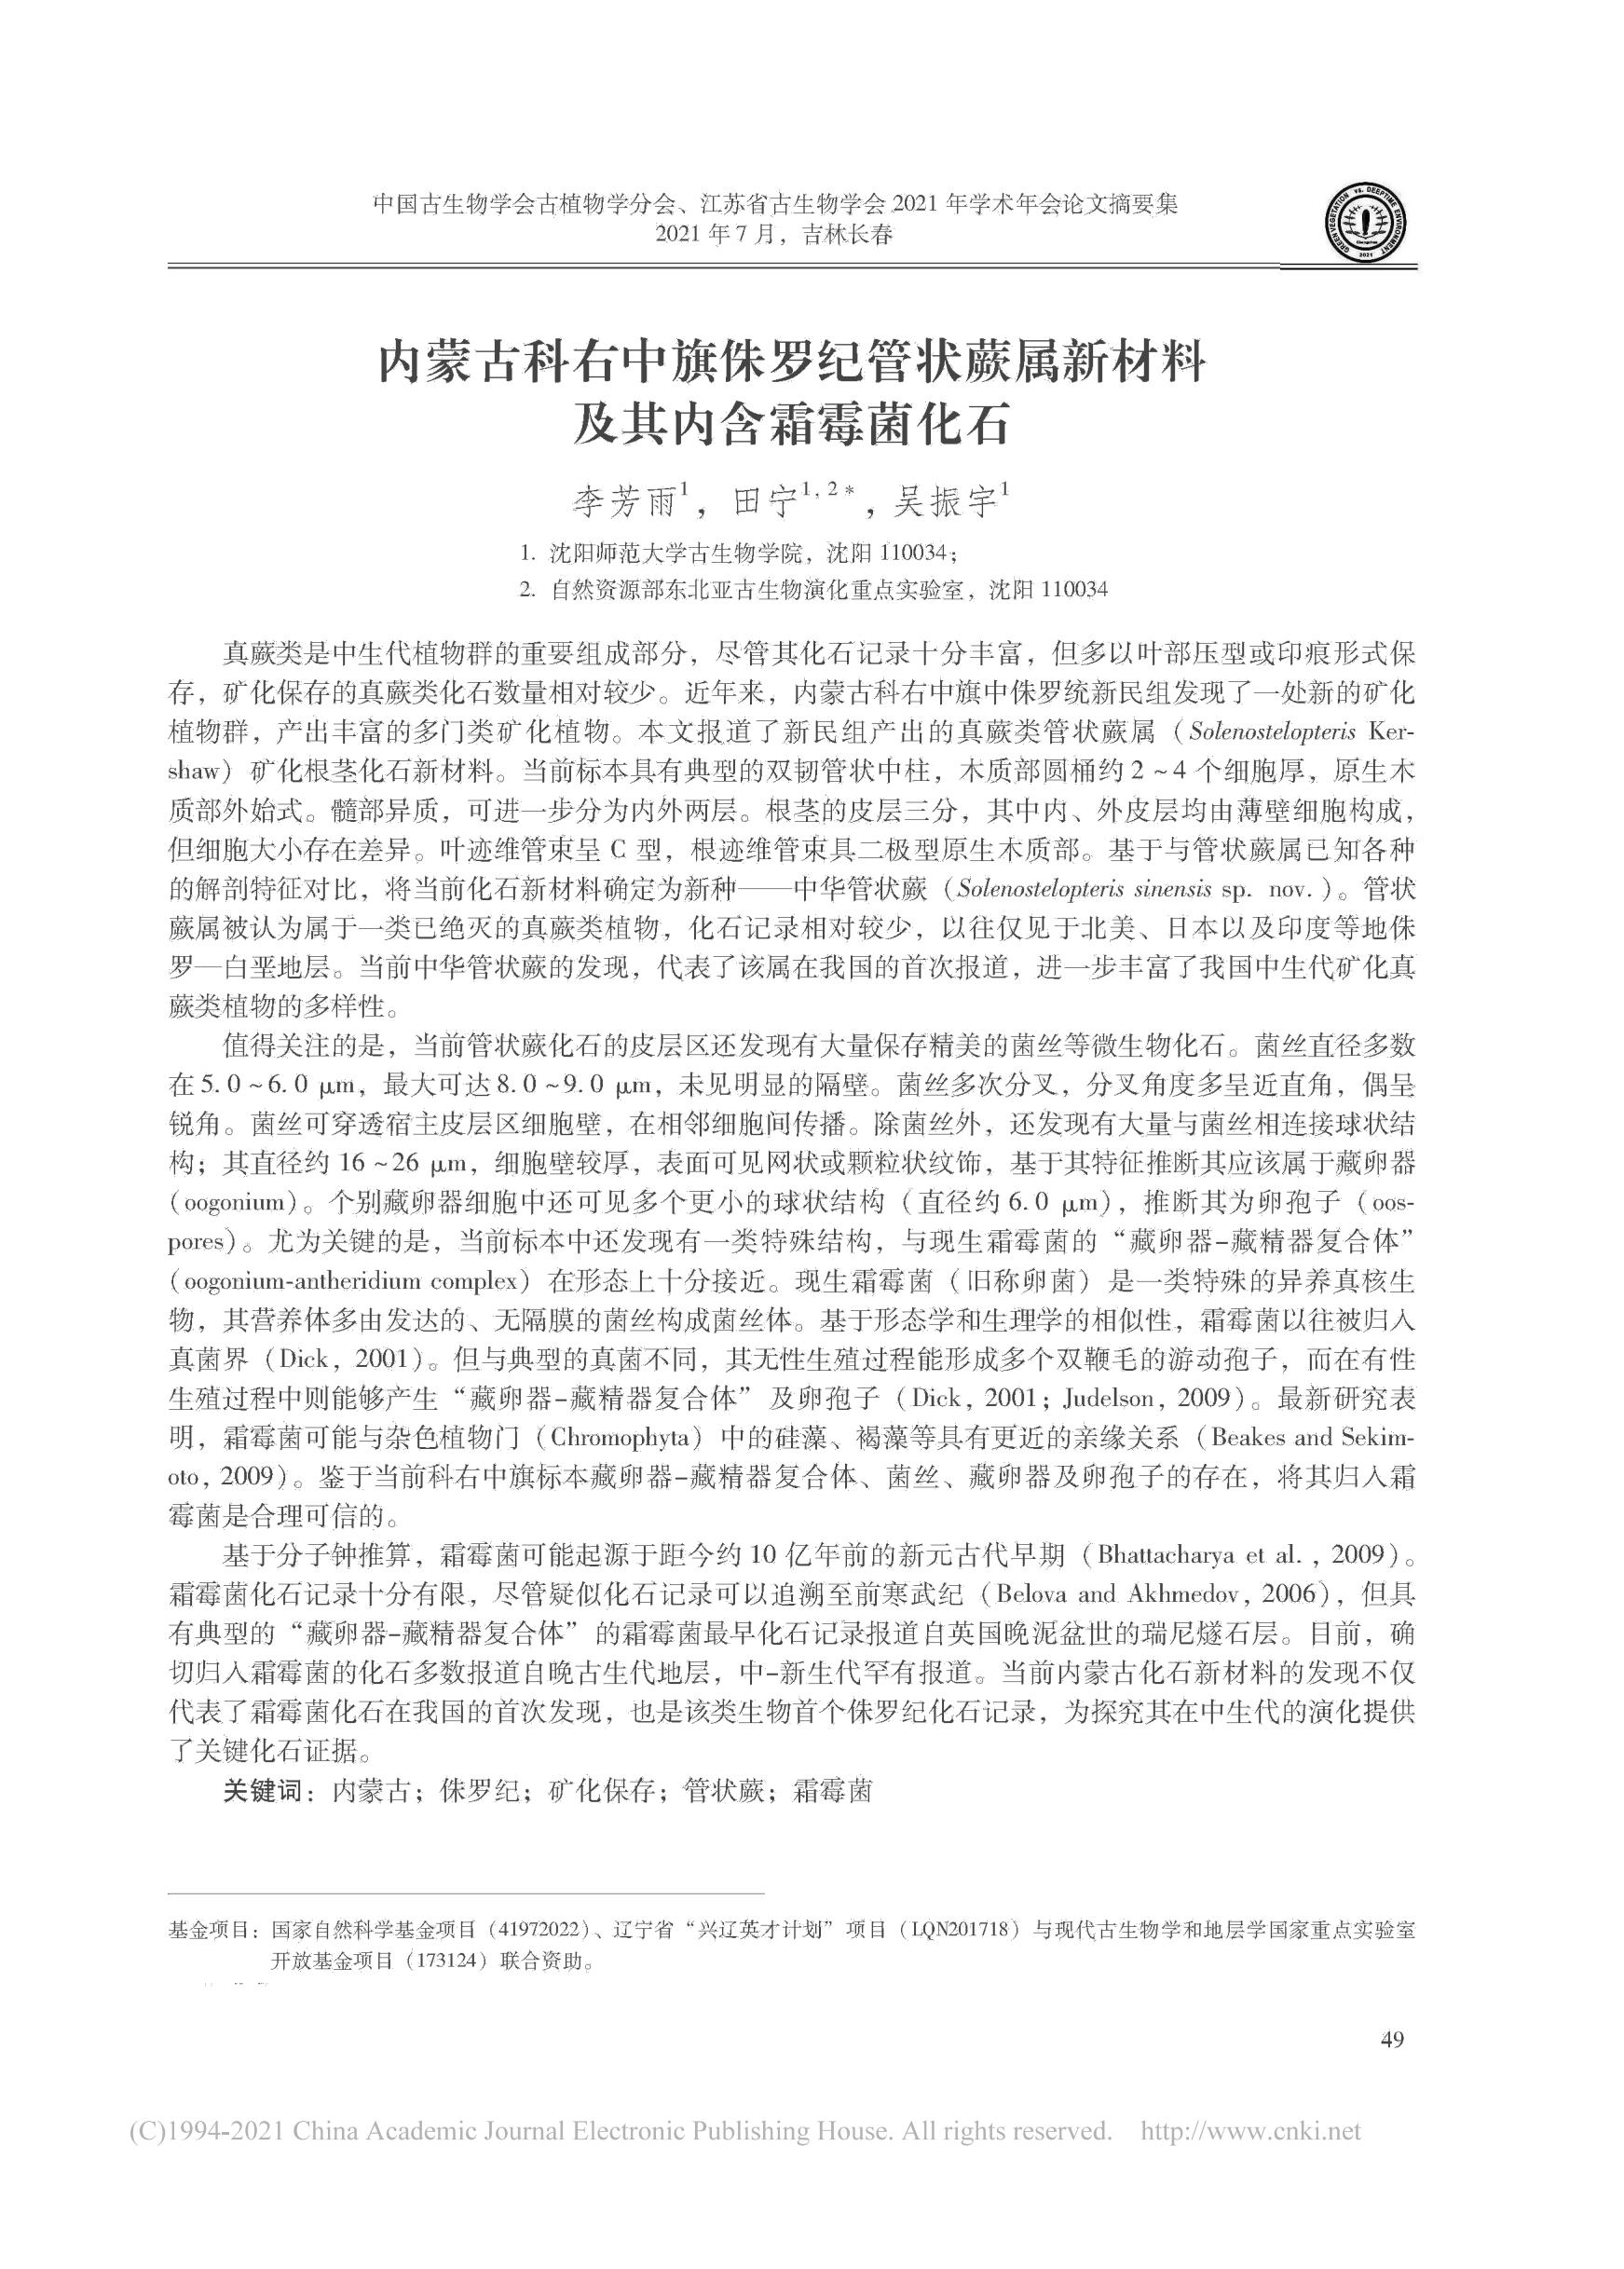 中国古生物学会古植物学分会、江苏省古生物学会 2021 年学术年会论文摘要集
2021 年 7 月，吉林长春
GREEN VEGETATION VS. DEEPTIME ENVIRONMENT
2021
内蒙古科右中旗侏罗纪管状蕨属新材料
及其内含霜霉菌化石
李芳雨1，田宁1,2*，吴振宇1
1. 沈阳师范大学古生物学院，沈阳 110034；
2. 自然资源部东北亚古生物演化重点实验室，沈阳 110034
真蕨类是中生代植物群的重要组成部分，尽管其化石记录十分丰富，但多以叶部压型或印痕形式保
存，矿化保存的真蕨类化石数量相对较少。近年来，内蒙古科右中旗中侏罗统新民组发现了一处新的矿化
植物群，产出丰富的多门类矿化植物。本文报道了新民组产出的真蕨类管状蕨属（Solenostelopteris Ker-
shaw）矿化根茎化石新材料。当前标本具有典型的双韧管状中柱，木质部圆桶约 2 ~ 4 个细胞厚，原生木
质部外始式。髓部异质，可进一步分为内外两层。根茎的皮层三分，其中内、外皮层均由薄壁细胞构成，
但细胞大小存在差异。叶迹维管束呈 C 型，根迹维管束具二极型原生木质部。基于与管状蕨属已知各种
的解剖特征对比，将当前化石新材料确定为新种——中华管状蕨（Solenostelopteris sinensis sp. nov.）。管状
蕨属被认为属于一类已绝灭的真蕨类植物，化石记录相对较少，以往仅见于北美、日本以及印度等地侏
罗—白垩地层。当前中华管状蕨的发现，代表了该属在我国的首次报道，进一步丰富了我国中生代矿化真
蕨类植物的多样性。
值得关注的是，当前管状蕨化石的皮层区还发现有大量保存精美的菌丝等微生物化石。菌丝直径多数
在 5.0 ~ 6.0 μm，最大可达 8.0 ~ 9.0 μm，未见明显的隔壁。菌丝多次分叉，分叉角度多呈近直角，偶呈
锐角。菌丝可穿透宿主皮层区细胞壁，在相邻细胞间传播。除菌丝外，还发现有大量与菌丝相连接球状结
构；其直径约 16 ~ 26 μm，细胞壁较厚，表面可见网状或颗粒状纹饰，基于其特征推断其应该属于藏卵器
（oogonium）。个别藏卵器细胞中还可见多个更小的球状结构（直径约 6.0 μm），推断其为卵孢子（oos-
pores）。尤为关键的是，当前标本中还发现有一类特殊结构，与现生霜霉菌的“藏卵器-藏精器复合体”
（oogonium-antheridium complex）在形态上十分接近。现生霜霉菌（旧称卵菌）是一类特殊的异养真核生
物，其营养体多由发达的、无隔膜的菌丝构成菌丝体。基于形态学和生理学的相似性，霜霉菌以往被归入
真菌界（Dick，2001）。但与典型的真菌不同，其无性生殖过程能形成多个双鞭毛的游动孢子，而在有性
生殖过程中则能够产生“藏卵器-藏精器复合体”及卵孢子（Dick，2001；Judelson，2009）。最新研究表
明，霜霉菌可能与杂色植物门（Chromophyta）中的硅藻、褐藻等具有更近的亲缘关系（Beakes and Sekim-
oto，2009）。鉴于当前科右中旗标本藏卵器-藏精器复合体、菌丝、藏卵器及卵孢子的存在，将其归入霜
霉菌是合理可信的。
基于分子钟推算，霜霉菌可能起源于距今约 10 亿年前的新元古代早期（Bhattacharya et al.，2009）。
霜霉菌化石记录十分有限，尽管疑似化石记录可以追溯至前寒武纪（Belova and Akhmedov，2006），但具
有典型的“藏卵器-藏精器复合体”的霜霉菌最早化石记录报道自英国晚泥盆世的瑞尼燧石层。目前，确
切归入霜霉菌的化石多数报道自晚古生代地层，中-新生代罕有报道。当前内蒙古化石新材料的发现不仅
代表了霜霉菌化石在我国的首次发现，也是该类生物首个侏罗纪化石记录，为探究其在中生代的演化提供
了关键化石证据。
关键词：内蒙古；侏罗纪；矿化保存；管状蕨；霜霉菌
基金项目：国家自然科学基金项目（41972022）、辽宁省“兴辽英才计划”项目（LQN201718）与现代古生物学和地层学国家重点实验室
开放基金项目（173124）联合资助。
49
(C)1994-2021 China Academic Journal Electronic Publishing House. All rights reserved. http://www.cnki.net